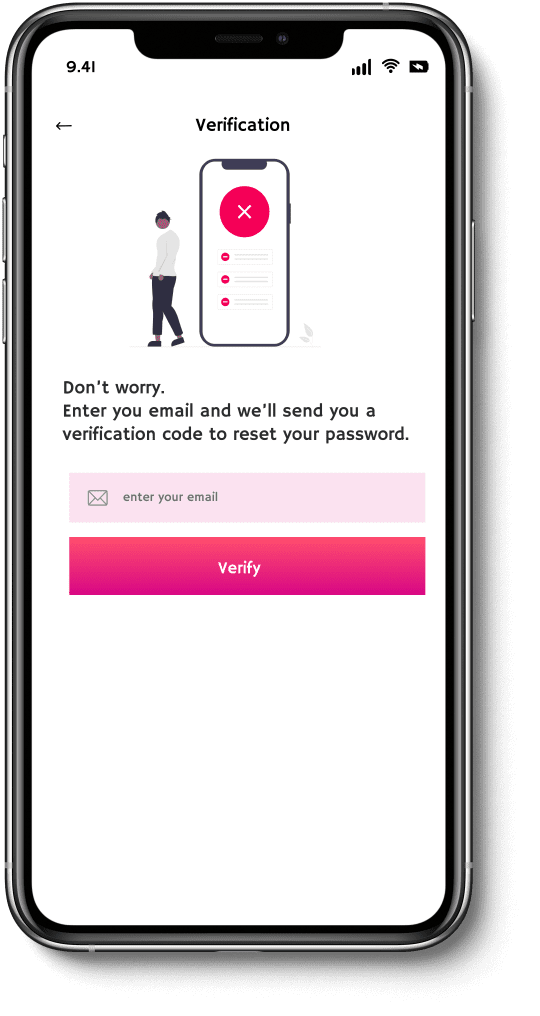 9.41
Verification
Don't worry.
Enter you email and we'll send you a
verification code to reset your password.
enter your email
Verify